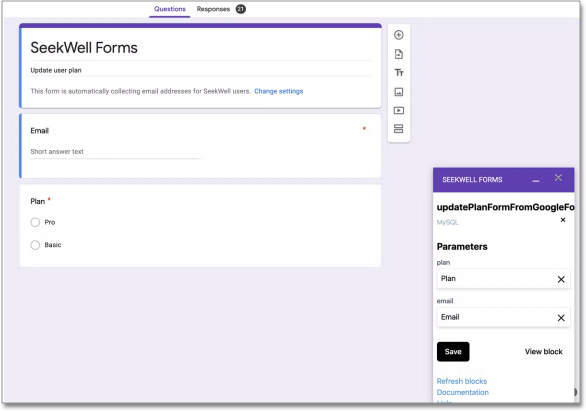 Questions Responses 21
SeekWell Forms
Update user plan
This form is automatically collecting email addresses for SeekWell users. Change settings
Email *
Short answer text
Plan *
Pro
Basic
Tт
SEEKWELL FORMS
updatePlanFormFromGoogleFo
MySQL
Parameters
plan
Plan
email
Email
Save View block
Refresh blocks
Documentation